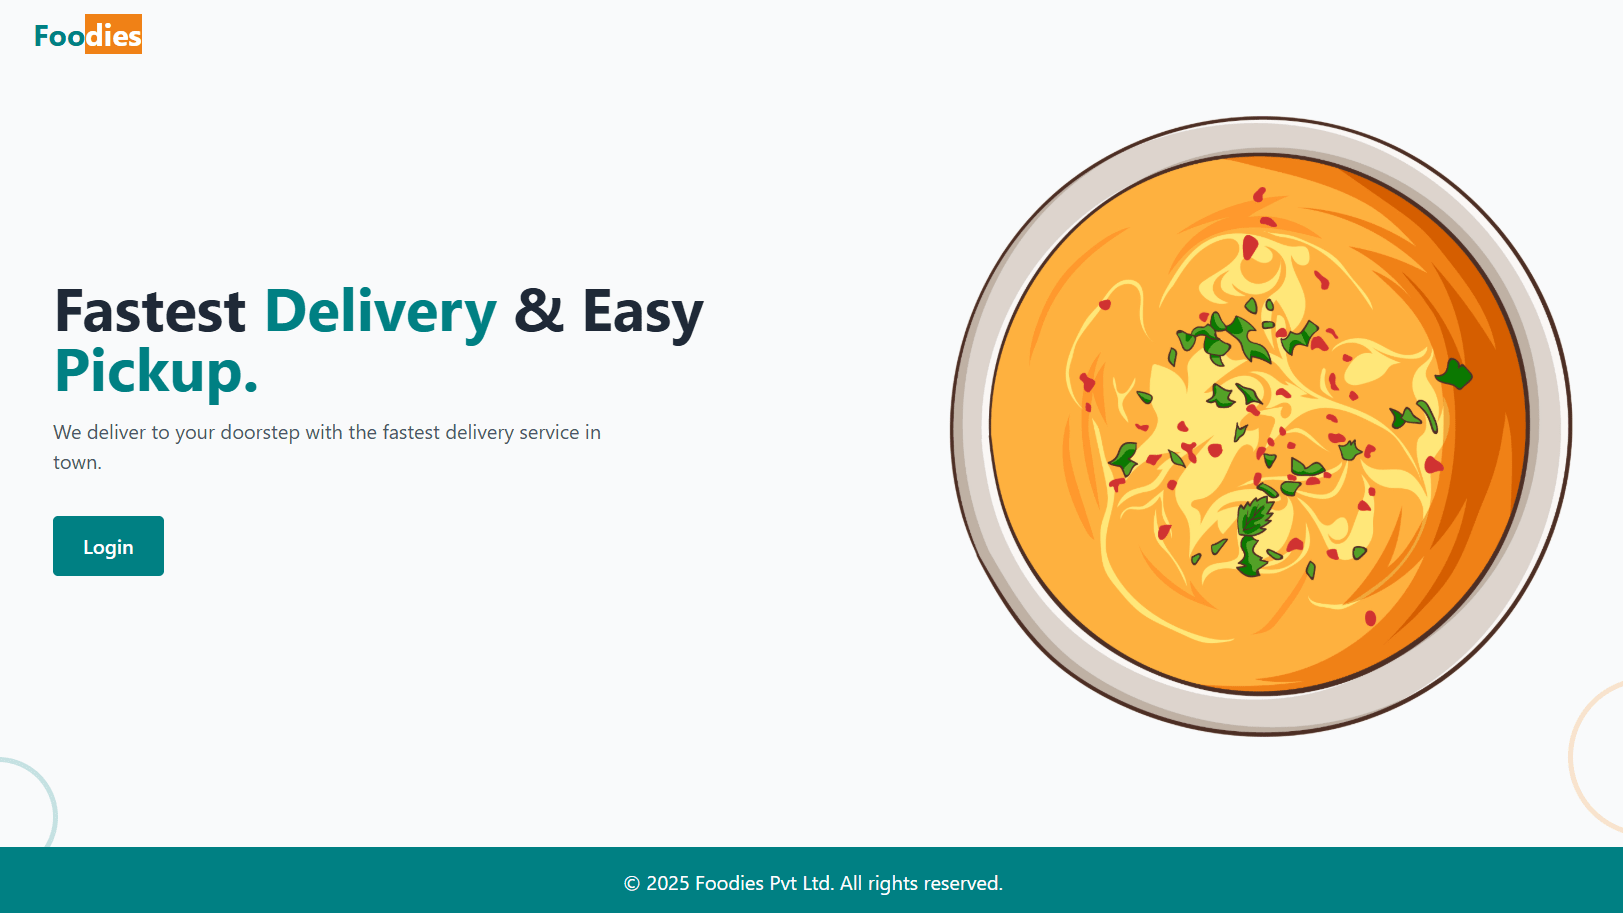 Foodies
Fastest Delivery & Easy
Pickup.
We deliver to your doorstep with the fastest delivery service in
town.
Login
© 2025 Foodies Pvt Ltd. All rights reserved.